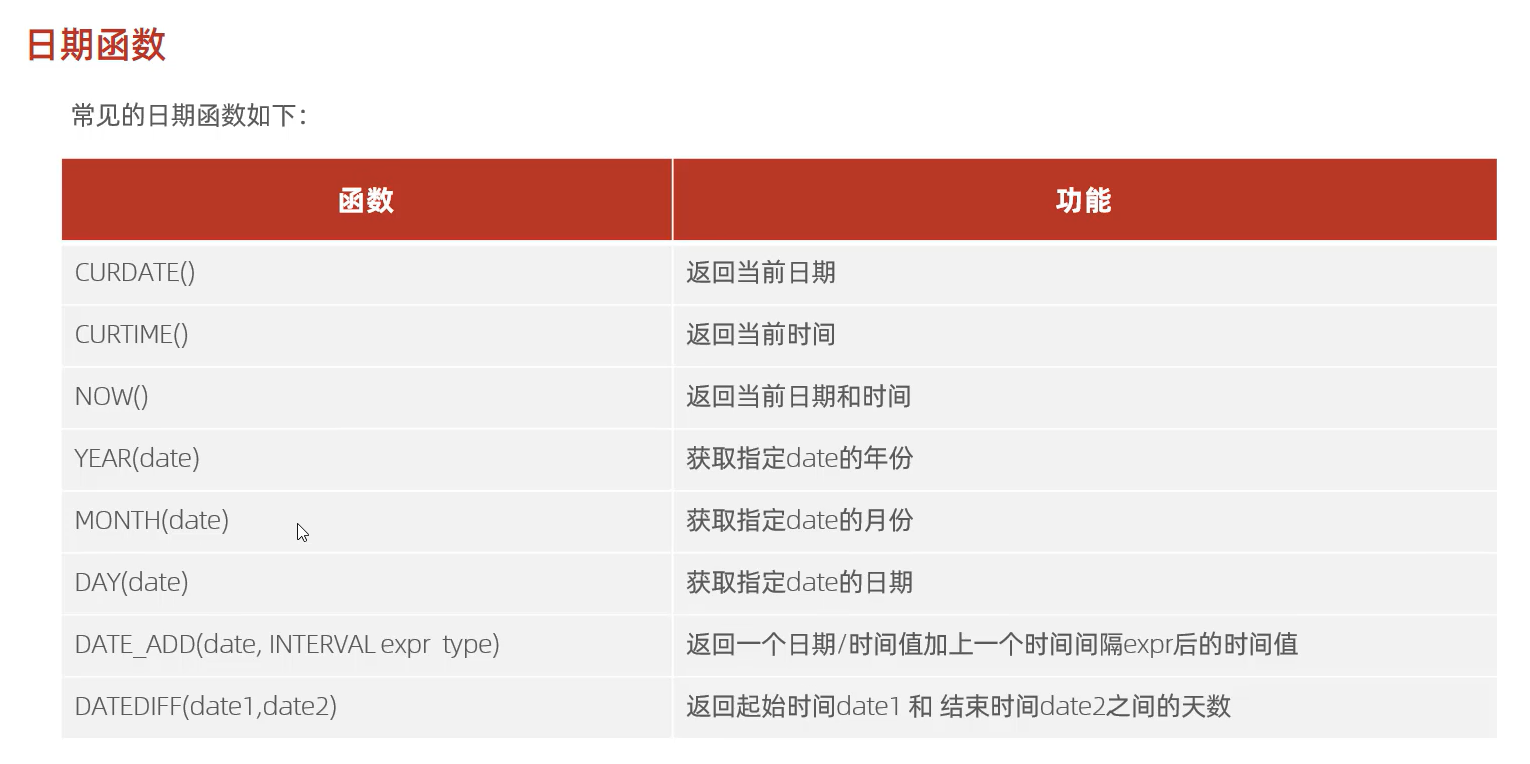 日期函数
常见的日期函数如下：
函数 功能
CURDATE() 返回当前日期
CURTIME() 返回当前时间
NOW() 返回当前日期和时间
YEAR(date) 获取指定date的年份
MONTH(date) 获取指定date的月份
DAY(date) 获取指定date的日期
DATE_ADD(date, INTERVAL expr type) 返回一个日期/时间值加上一个时间间隔expr后的时间值
DATEDIFF(date1,date2) 返回起始时间date1 和 结束时间date2之间的天数